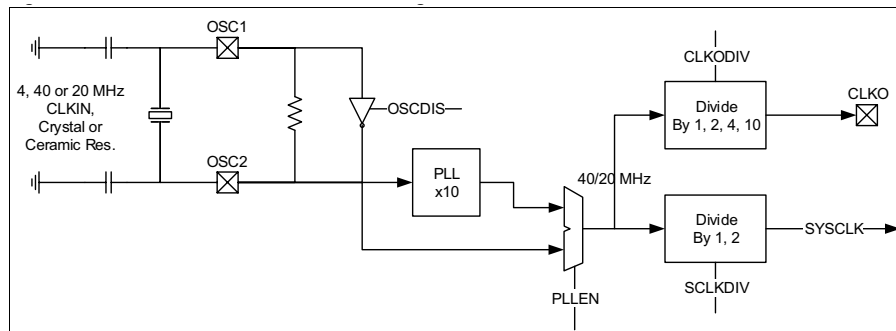 OSC1
4, 40 or 20 MHz
CLKIN,
Crystal or
Ceramic Res.
OSCDIS
OSC2
PLL
x10
40/20 MHz
PLLEN
CLKODIV
Divide
By 1, 2, 4, 10
CLKO
Divide
By 1, 2
SYSCLK
SCLKDIV